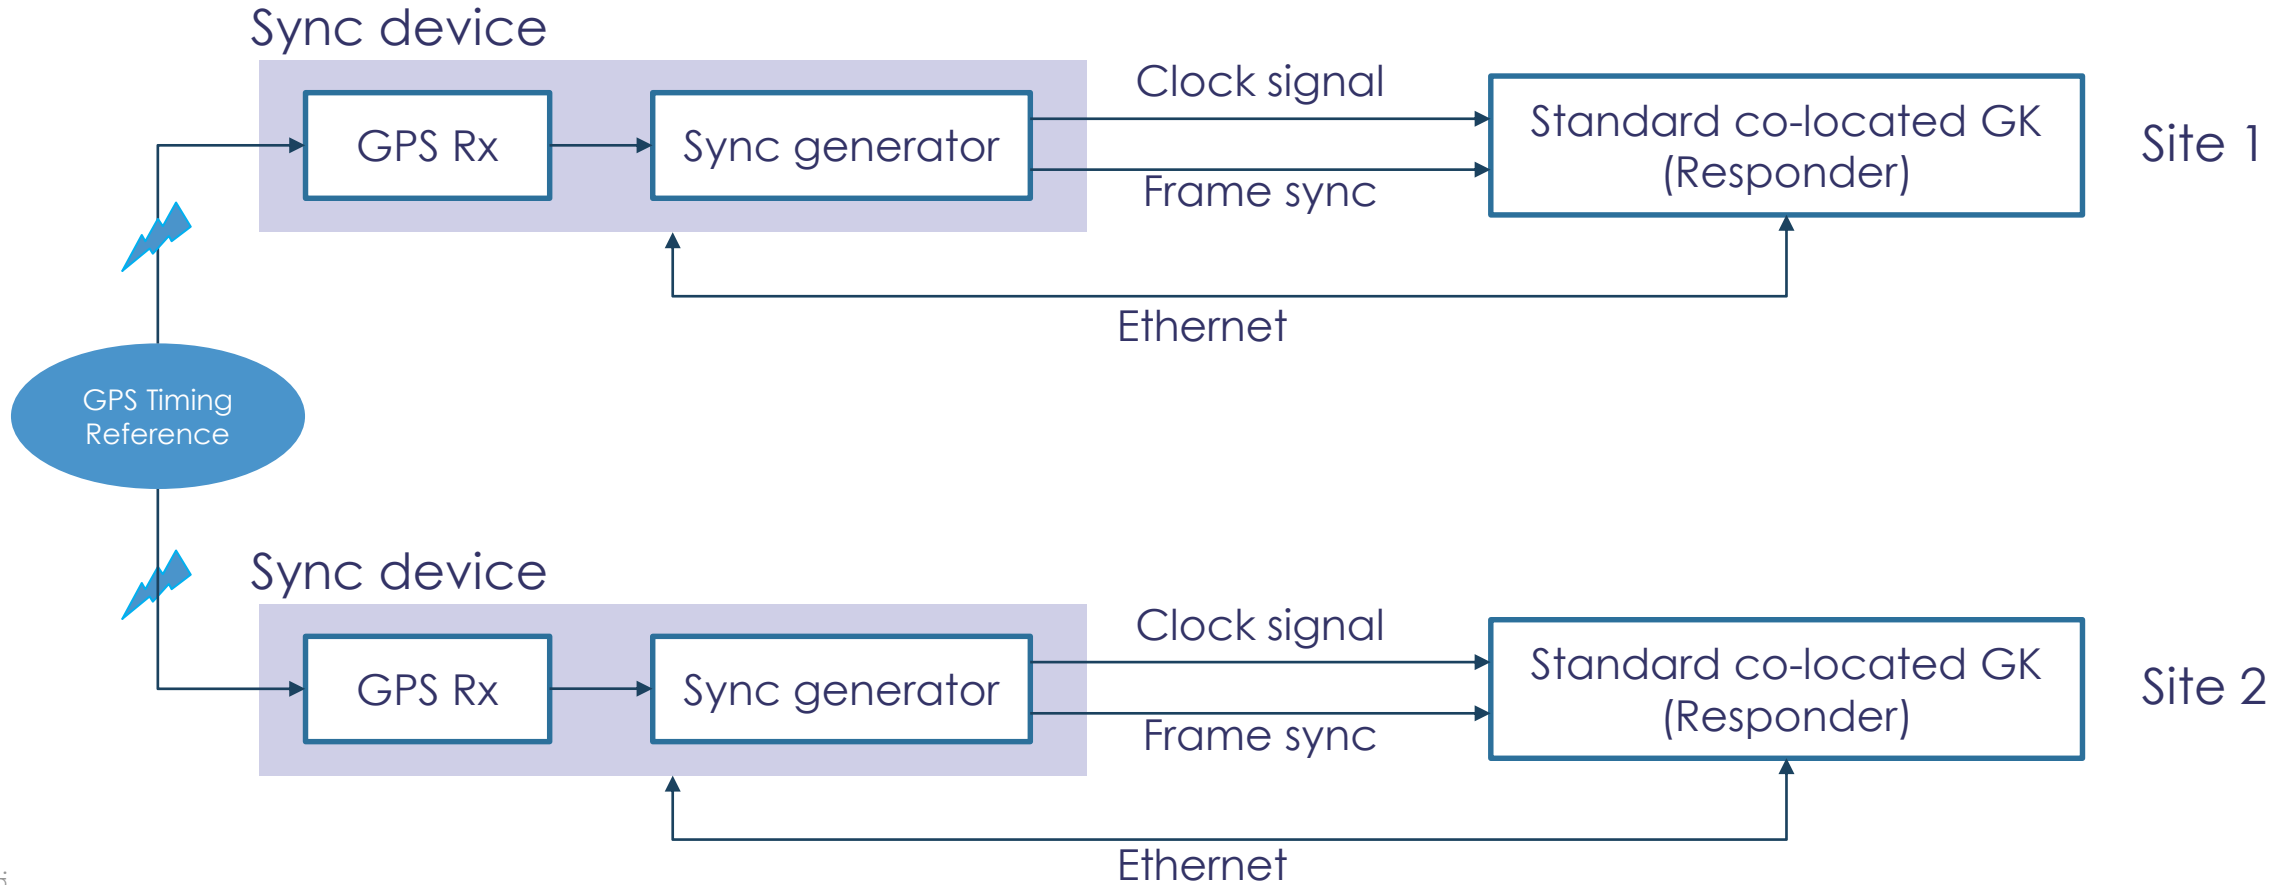 Sync device
Clock signal
GPS Rx
Sync generator
Standard co-located GK
(Responder)
Site 1
Frame sync
Ethernet
GPS Timing
Reference
Sync device
Clock signal
GPS Rx
Sync generator
Standard co-located GK
(Responder)
Site 2
Frame sync
Ethernet